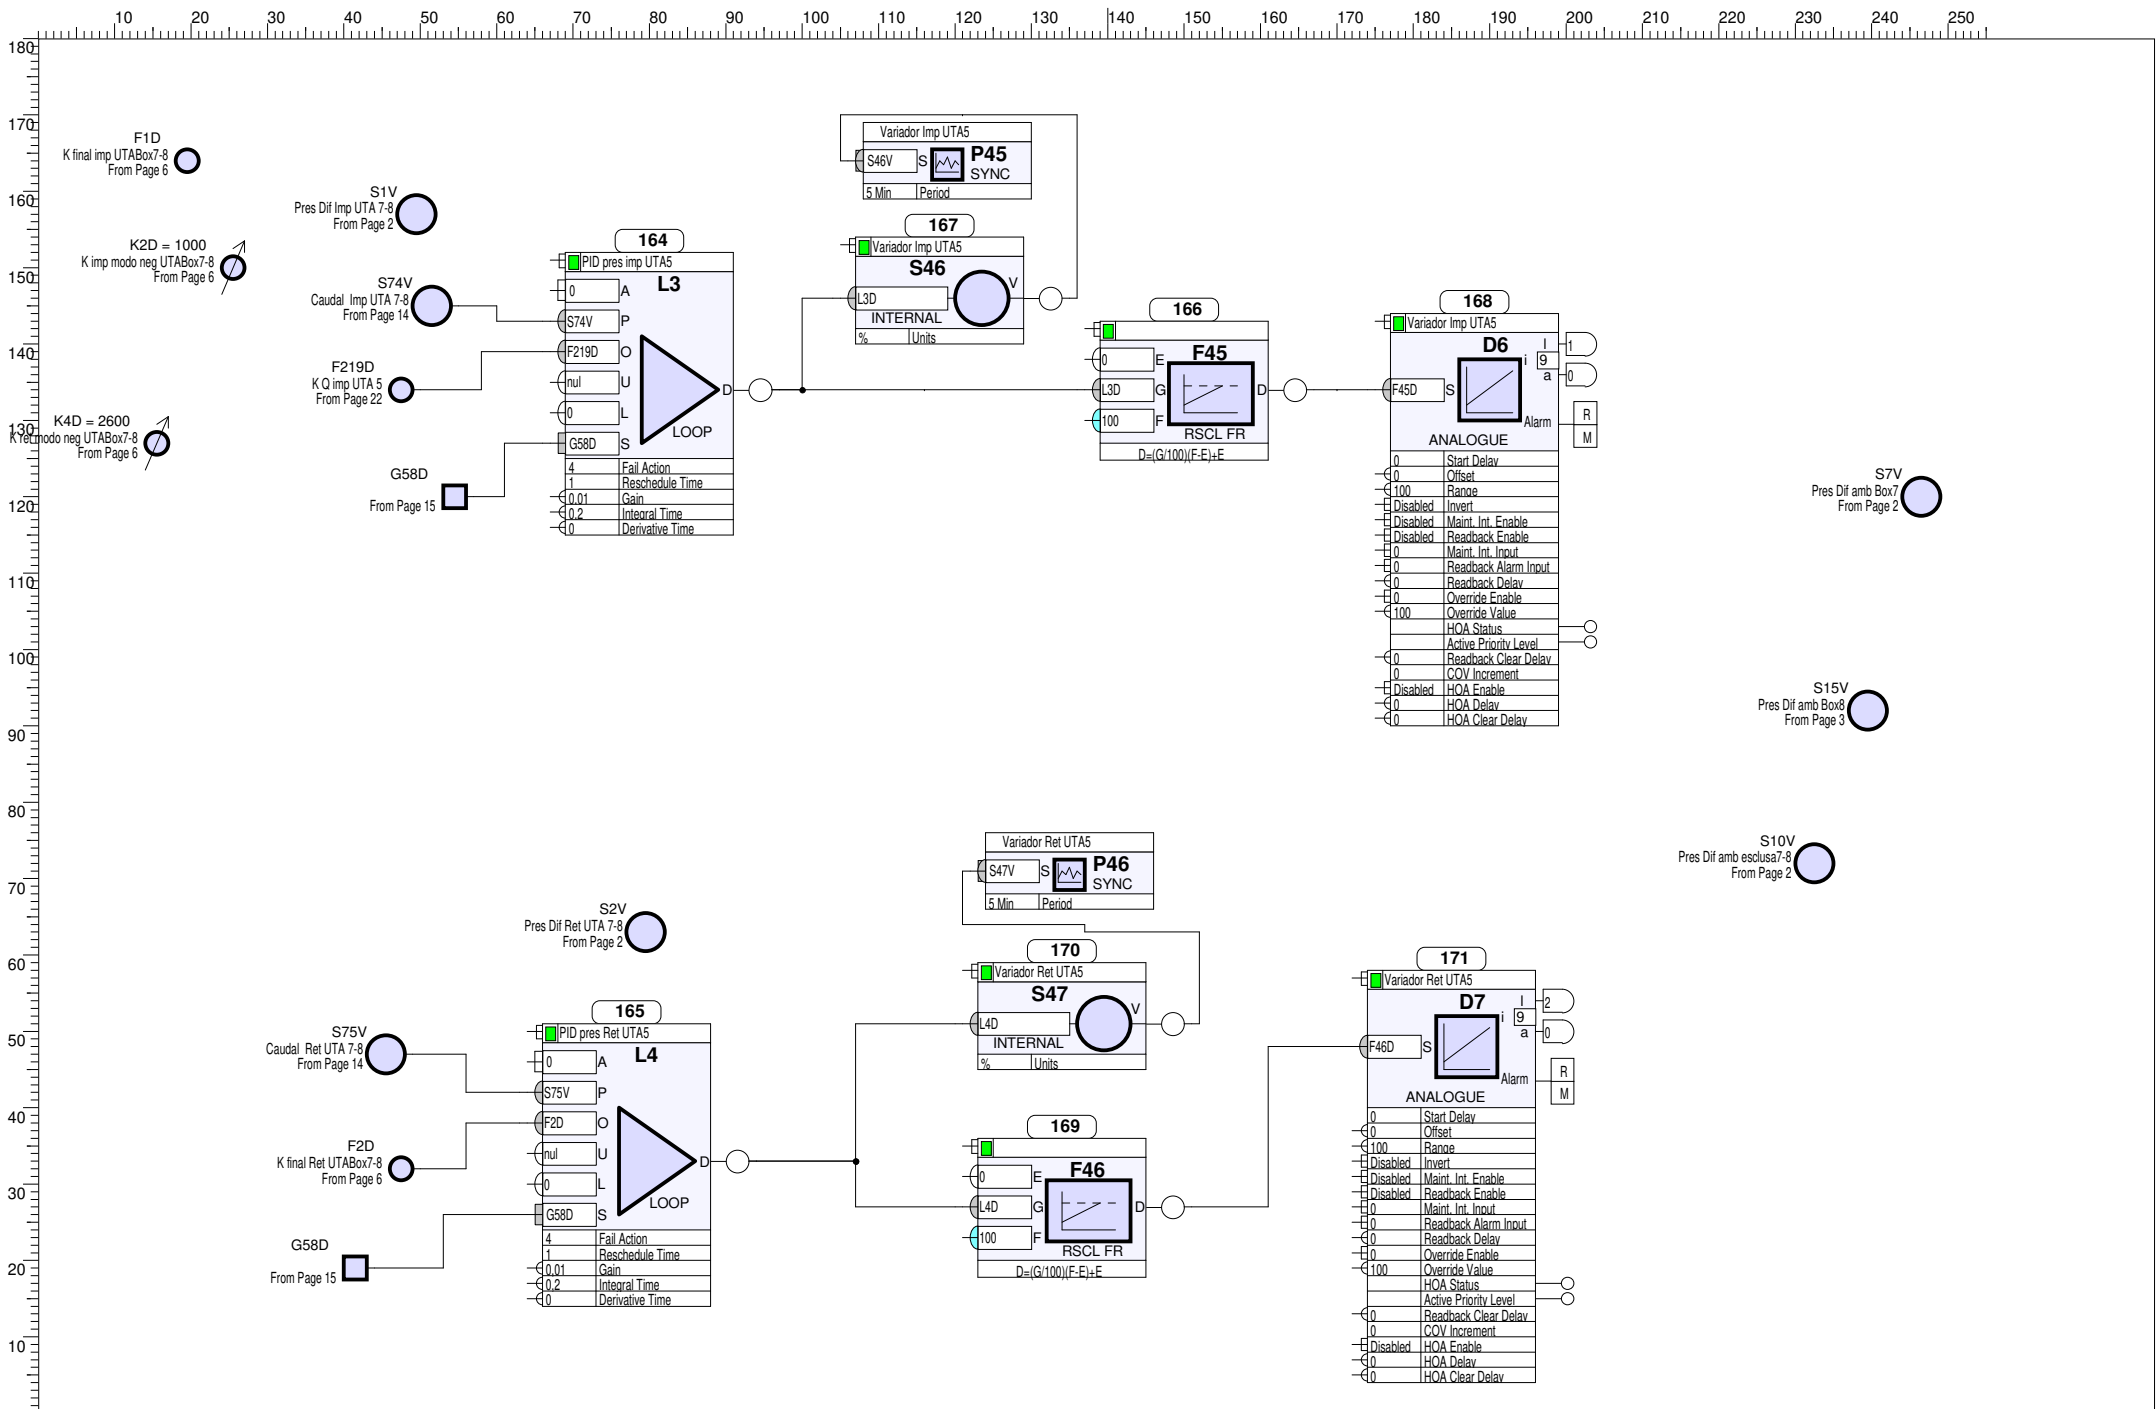 10 20 30 40 50 60 70 80 90 100 110 120 130 140 150 160 170 180 190 200 210 220 230 240 250
180
170
160
150
140
130
120
110
100
90
80
70
60
50
40
30
20
10
F1D
K final imp UTABox7-8
From Page 6
S1V
Pres Dif Imp UTA 7-8
From Page 2
K2D = 1000
K imp modo neg UTABox7-8
From Page 6
S74V
Caudal Imp UTA 7-8
From Page 14
F219D
K Q imp UTA 5
From Page 22
K4D = 2600
K ret modo neg UTABox7-8
From Page 6
G58D
From Page 15
164
PID pres imp UTA5
L3
0 A
S74V P
F219D O
nul U
0 L
G58D S
D
LOOP
4 Fail Action
1 Reschedule Time
0,01 Gain
0,2 Integral Time
0 Derivative Time
Variador Imp UTA5
S46V S P45
SYNC
5 Min Period
167
Variador Imp UTA5
S46
L3D V
INTERNAL
% Units
166
F45
0 E
L3D G D
100 F
RSCL FR
D=(G/100)(F-E)+E
168
Variador Imp UTA5
D6
I 1
i 9
a 0
F45D S
Alarm R
M
ANALOGUE
0 Start Delay
0 Offset
100 Range
Disabled Invert
Disabled Maint. Int. Enable
Disabled Readback Enable
0 Maint. Int. Input
0 Readback Alarm Input
0 Readback Delay
0 Override Enable
100 Override Value
HOA Status
Active Priority Level
0 Readback Clear Delay
0 COV Increment
Disabled HOA Enable
0 HOA Delay
0 HOA Clear Delay
S7V
Pres Dif amb Box7
From Page 2
S15V
Pres Dif amb Box8
From Page 3
S10V
Pres Dif amb esclusa7-8
From Page 2
S2V
Pres Dif Ret UTA 7-8
From Page 2
S75V
Caudal Ret UTA 7-8
From Page 14
F2D
K final Ret UTABox7-8
From Page 6
G58D
From Page 15
165
PID pres Ret UTA5
L4
0 A
S75V P
F2D O
nul U
0 L
G58D S
D
LOOP
4 Fail Action
1 Reschedule Time
0,01 Gain
0,2 Integral Time
0 Derivative Time
Variador Ret UTA5
S47V S P46
SYNC
5 Min Period
170
Variador Ret UTA5
S47
L4D V
INTERNAL
% Units
169
F46
0 E
L4D G D
100 F
RSCL FR
D=(G/100)(F-E)+E
171
Variador Ret UTA5
D7
I 2
i 9
a 0
F46D S
Alarm R
M
ANALOGUE
0 Start Delay
0 Offset
100 Range
Disabled Invert
Disabled Maint. Int. Enable
Disabled Readback Enable
0 Maint. Int. Input
0 Readback Alarm Input
0 Readback Delay
0 Override Enable
100 Override Value
HOA Status
Active Priority Level
0 Readback Clear Delay
0 COV Increment
Disabled HOA Enable
0 HOA Delay
0 HOA Clear Delay